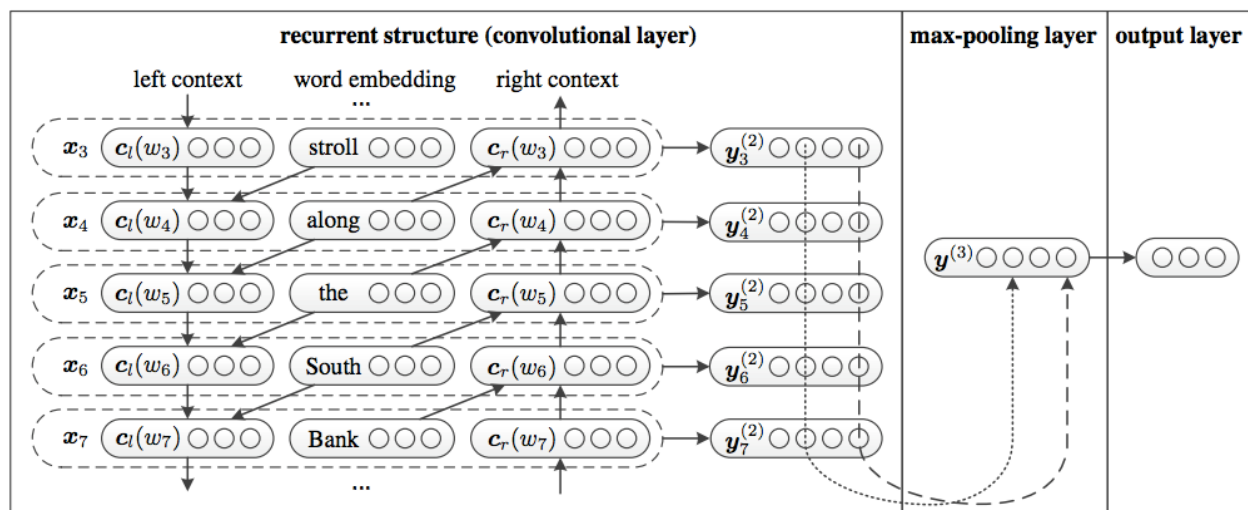 recurrent structure (convolutional layer) max-pooling layer output layer
left context word embedding right context
...
x₃ cₗ(w₃) stroll cᵣ(w₃) y₃⁽²⁾
x₄ cₗ(w₄) along cᵣ(w₄) y₄⁽²⁾
y⁽³⁾
x₅ cₗ(w₅) the cᵣ(w₅) y₅⁽²⁾
x₆ cₗ(w₆) South cᵣ(w₆) y₆⁽²⁾
x₇ cₗ(w₇) Bank cᵣ(w₇) y₇⁽²⁾
...